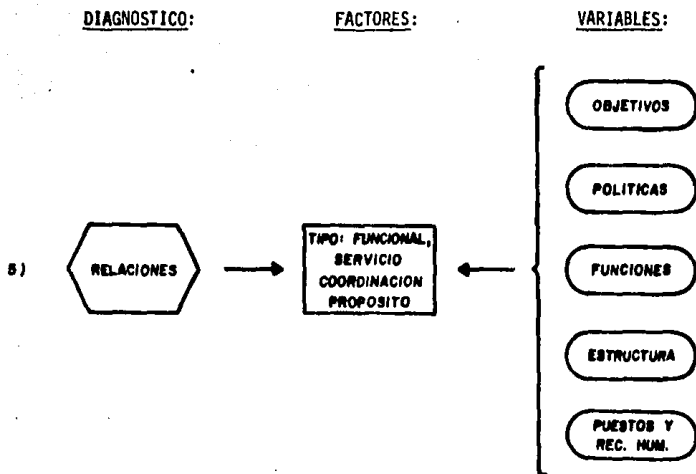 DIAGNOSTICO:
FACTORES:
VARIABLES:
OBJETIVOS
POLITICAS
5)
RELACIONES
TIPO: FUNCIONAL,
SERVICIO
COORDINACION
PROPOSITO
FUNCIONES
ESTRUCTURA
PUESTOS Y
REC. HUM.